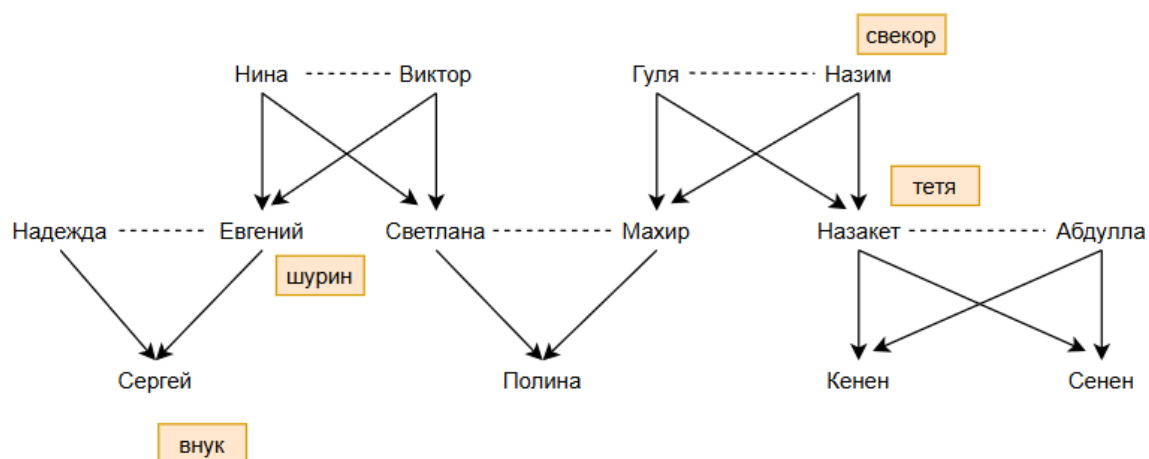 свекор
Нина Виктор Гуля Назим
тетя
Надежда Евгений Светлана Махир Назакет Абдулла
шурин
Сергей Полина Кенен Сенен
внук